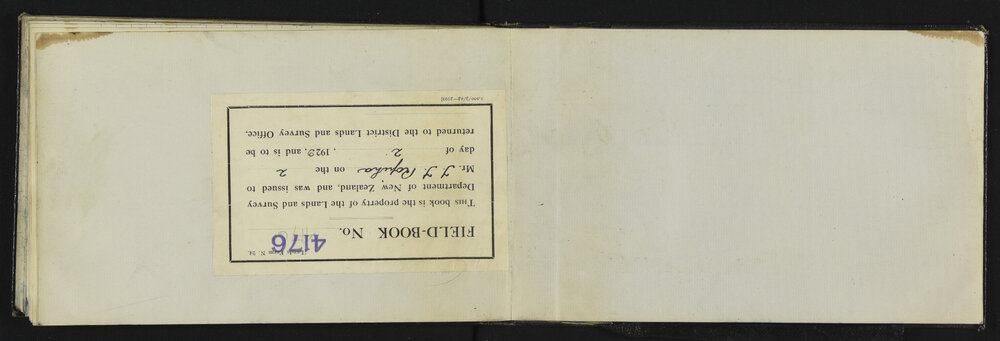 FIELD-BOOK No. 4176
This book is the property of the Lands and Survey
Department of New Zealand, and was issued to
Mr. on the 2
day of 2 , 1923, and is to be
returned to the District Lands and Survey Office,